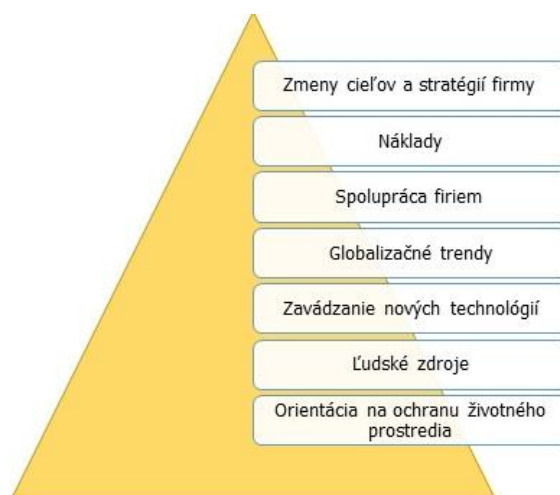 Zmeny cieľov a stratégií firmy
Náklady
Spolupráca firiem
Globalizačné trendy
Zavádzanie nových technológií
Ľudské zdroje
Orientácia na ochranu životného
prostredia